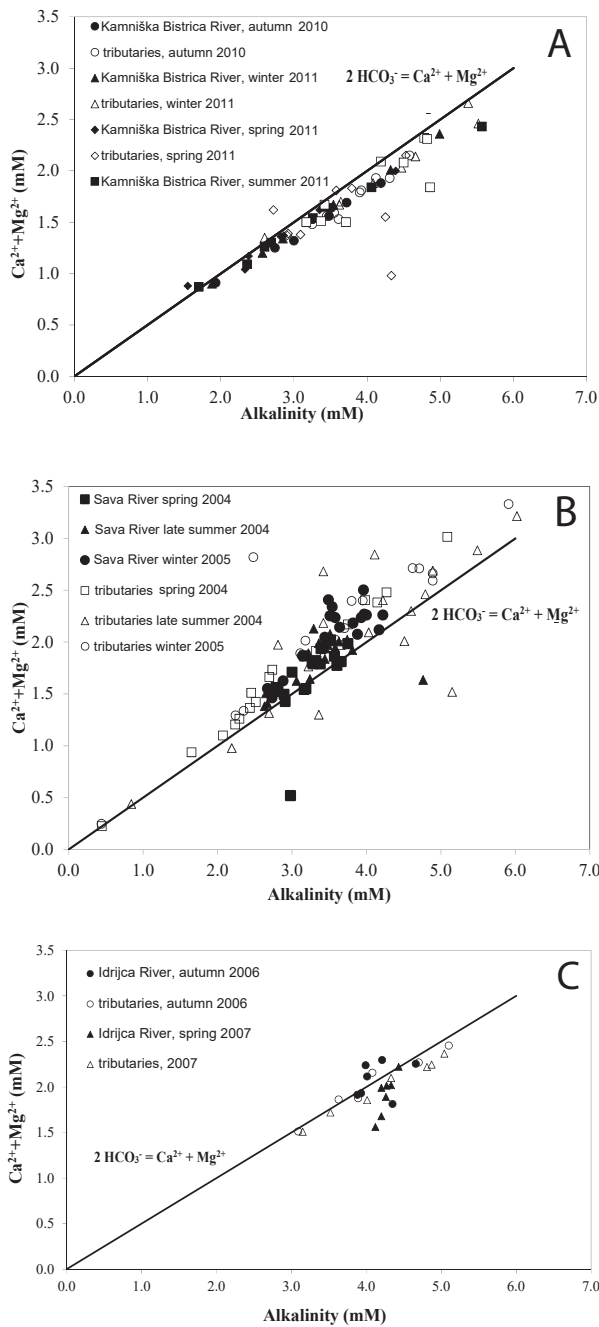 A
● Kamniška Bistrica River, autumn 2010
○ tributaries, autumn 2010
▲ Kamniška Bistrica River, winter 2011
△ tributaries, winter 2011
◆ Kamniška Bistrica River, spring 2011
◇ tributaries, spring 2011
■ Kamniška Bistrica River, summer 2011
2 HCO₃⁻ = Ca²⁺ + Mg²⁺
Ca²⁺+Mg²⁺ (mM)
3.5
3.0
2.5
2.0
1.5
1.0
0.5
0.0
0.0 1.0 2.0 3.0 4.0 5.0 6.0 7.0
Alkalinity (mM)
B
■ Sava River spring 2004
▲ Sava River late summer 2004
● Sava River winter 2005
□ tributaries spring 2004
△ tributaries late summer 2004
○ tributaries winter 2005
2 HCO₃⁻ = Ca²⁺ + Mg²⁺
Ca²⁺+Mg²⁺ (mM)
3.5
3.0
2.5
2.0
1.5
1.0
0.5
0.0
0.0 1.0 2.0 3.0 4.0 5.0 6.0 7.0
Alkalinity (mM)
C
● Idrijca River, autumn 2006
○ tributaries, autumn 2006
▲ Idrijca River, spring 2007
△ tributaries, 2007
2 HCO₃⁻ = Ca²⁺ + Mg²⁺
Ca²⁺+Mg²⁺ (mM)
3.5
3.0
2.5
2.0
1.5
1.0
0.5
0.0
0.0 1.0 2.0 3.0 4.0 5.0 6.0 7.0
Alkalinity (mM)